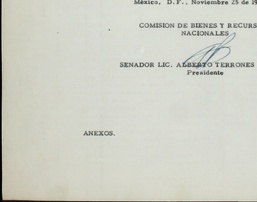 México, D. F., Noviembre 25 de 19
COMISION DE BIENES Y RECURS
NACIONALES
SENADOR LIC. ALBERTO TERRONES
Presidente
ANEXOS.